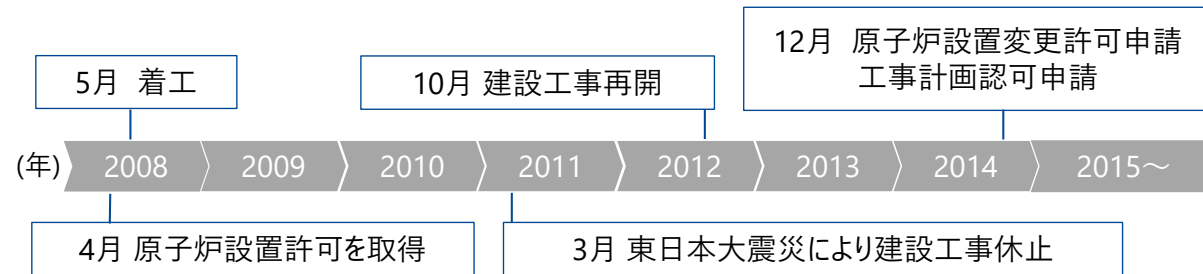 12月 原子炉設置変更許可申請
工事計画認可申請
5月 着工
10月 建設工事再開
(年) 2008 2009 2010 2011 2012 2013 2014 2015～
4月 原子炉設置許可を取得
3月 東日本大震災により建設工事休止